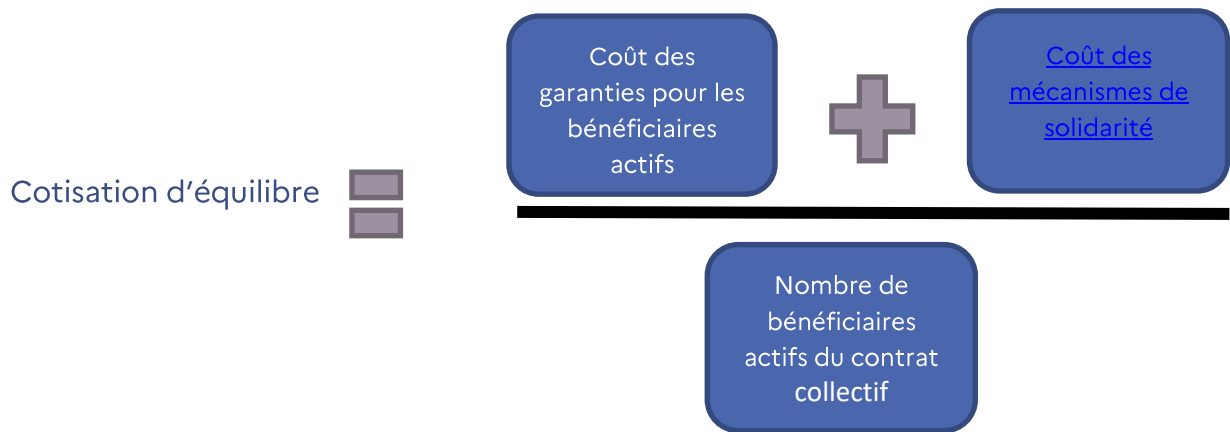 Coût des
garanties pour les
bénéficiaires
actifs
Coût des
mécanismes de
solidarité
Cotisation d’équilibre
Nombre de
bénéficiaires
actifs du contrat
collectif